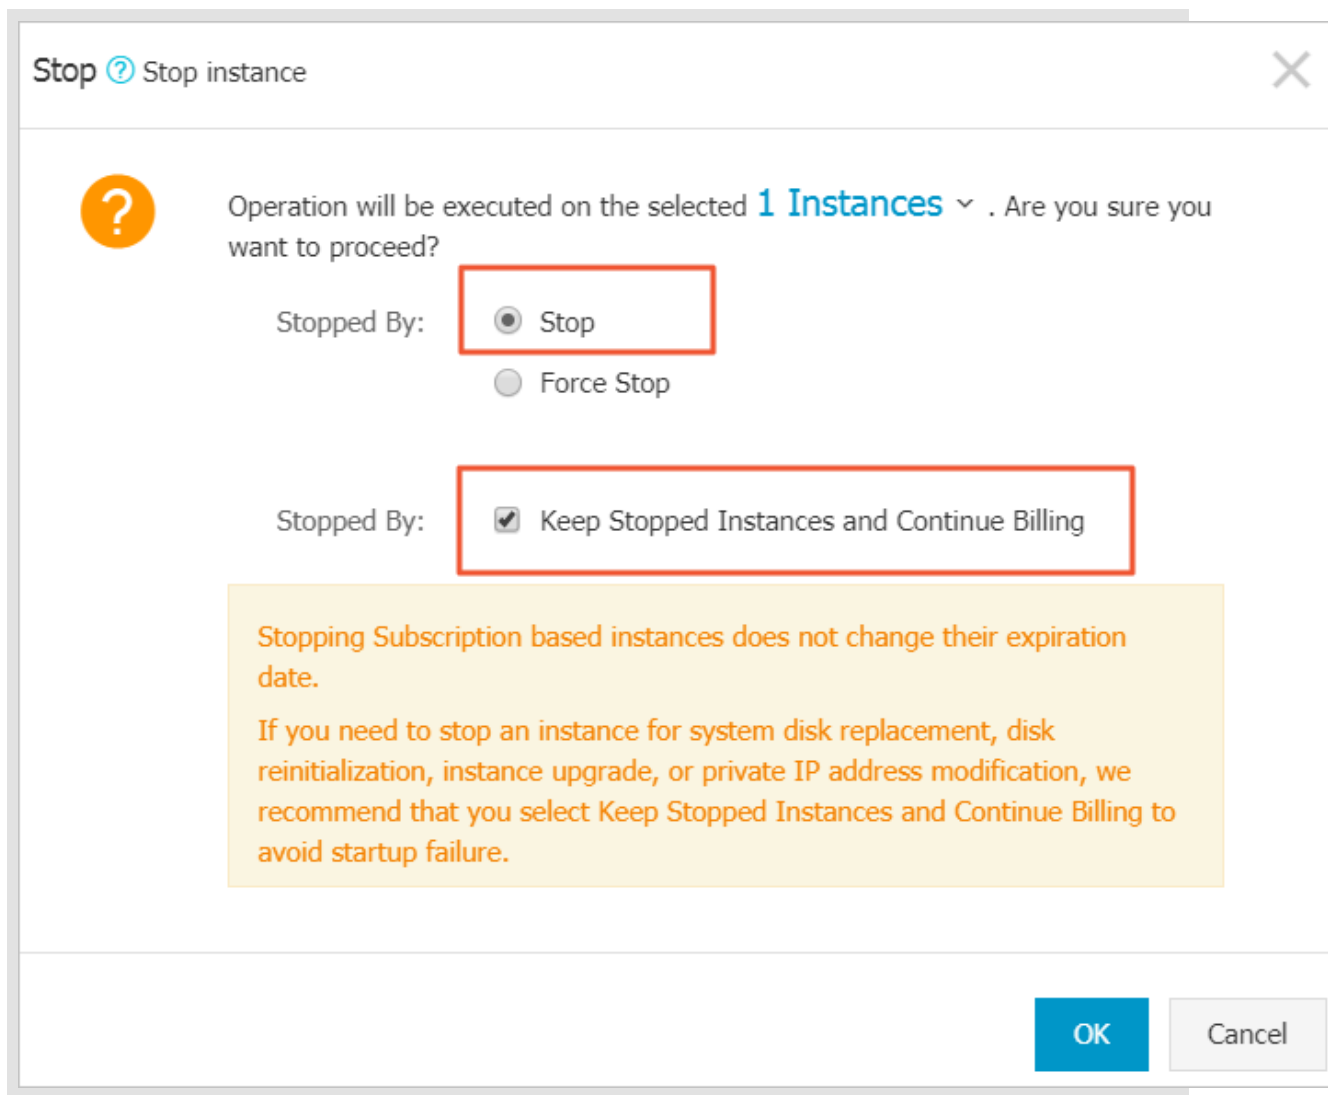 Stop ? Stop instance
Operation will be executed on the selected 1 Instances . Are you sure you
want to proceed?
Stopped By: Stop
Force Stop
Stopped By: Keep Stopped Instances and Continue Billing
Stopping Subscription based instances does not change their expiration
date.
If you need to stop an instance for system disk replacement, disk
reinitialization, instance upgrade, or private IP address modification, we
recommend that you select Keep Stopped Instances and Continue Billing to
avoid startup failure.
OK Cancel